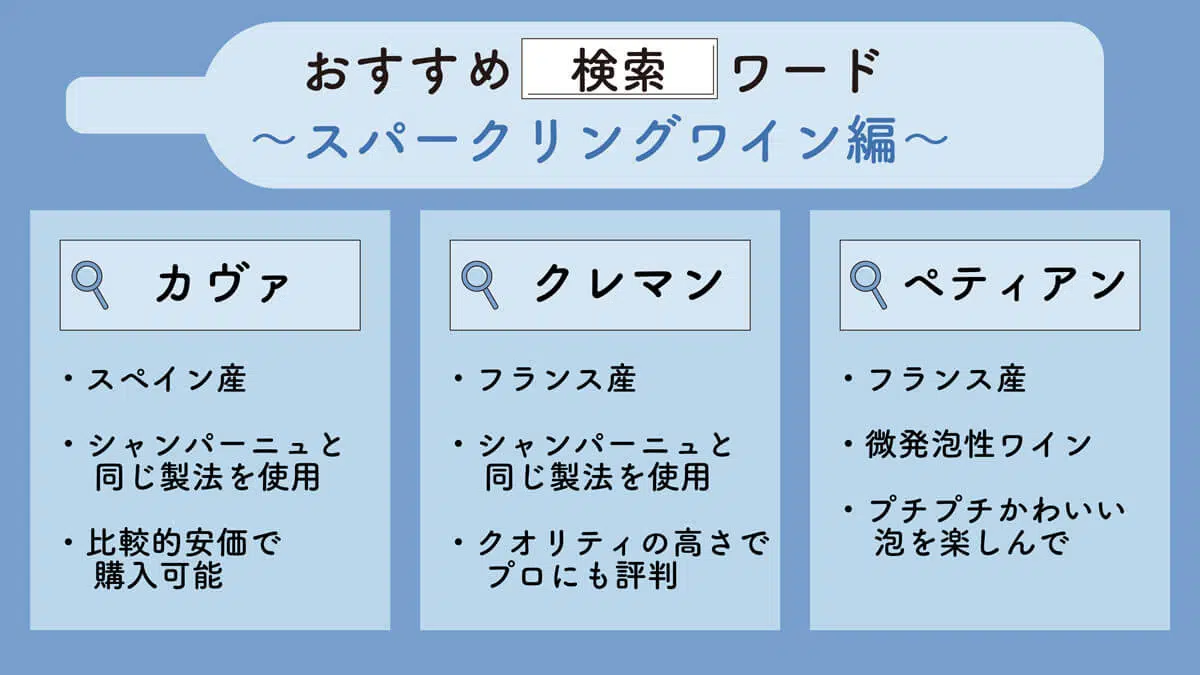 おすすめ 検索 ワード
〜スパークリングワイン編〜
カヴァ
・スペイン産
・シャンパーニュと
同じ製法を使用
・比較的安価で
購入可能
クレマン
・フランス産
・シャンパーニュと
同じ製法を使用
・クオリティの高さで
プロにも評判
ペティアン
・フランス産
・微発泡性ワイン
・プチプチかわいい
泡を楽しんで